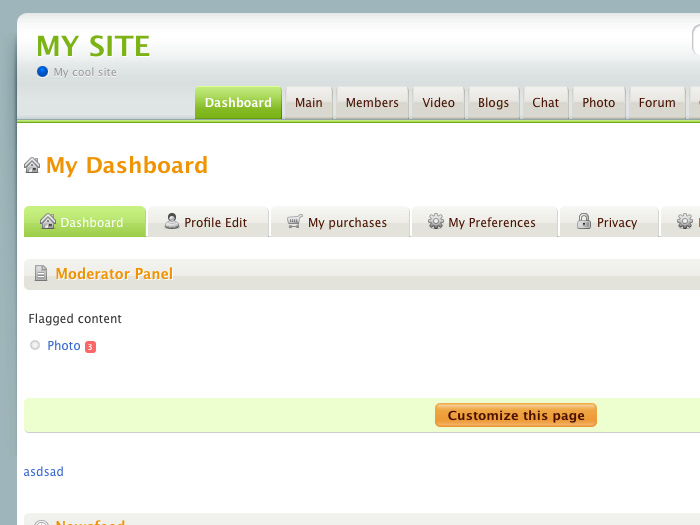 MY SITE
My cool site
Dashboard Main Members Video Blogs Chat Photo Forum
My Dashboard
Dashboard Profile Edit My purchases My Preferences Privacy
Moderator Panel
Flagged content
Photo 3
Customize this page
asdsad
Newsfeed